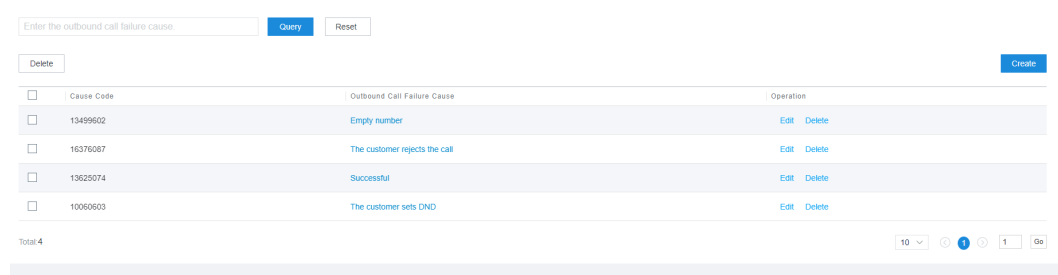 Enter the outbound call failure cause.
Query
Reset
Delete
Create
Cause Code Outbound Call Failure Cause Operation
13499602 Empty number Edit Delete
16376087 The customer rejects the call Edit Delete
13625074 Successful Edit Delete
10060603 The customer sets DND Edit Delete
Total:4 10 1 1 Go